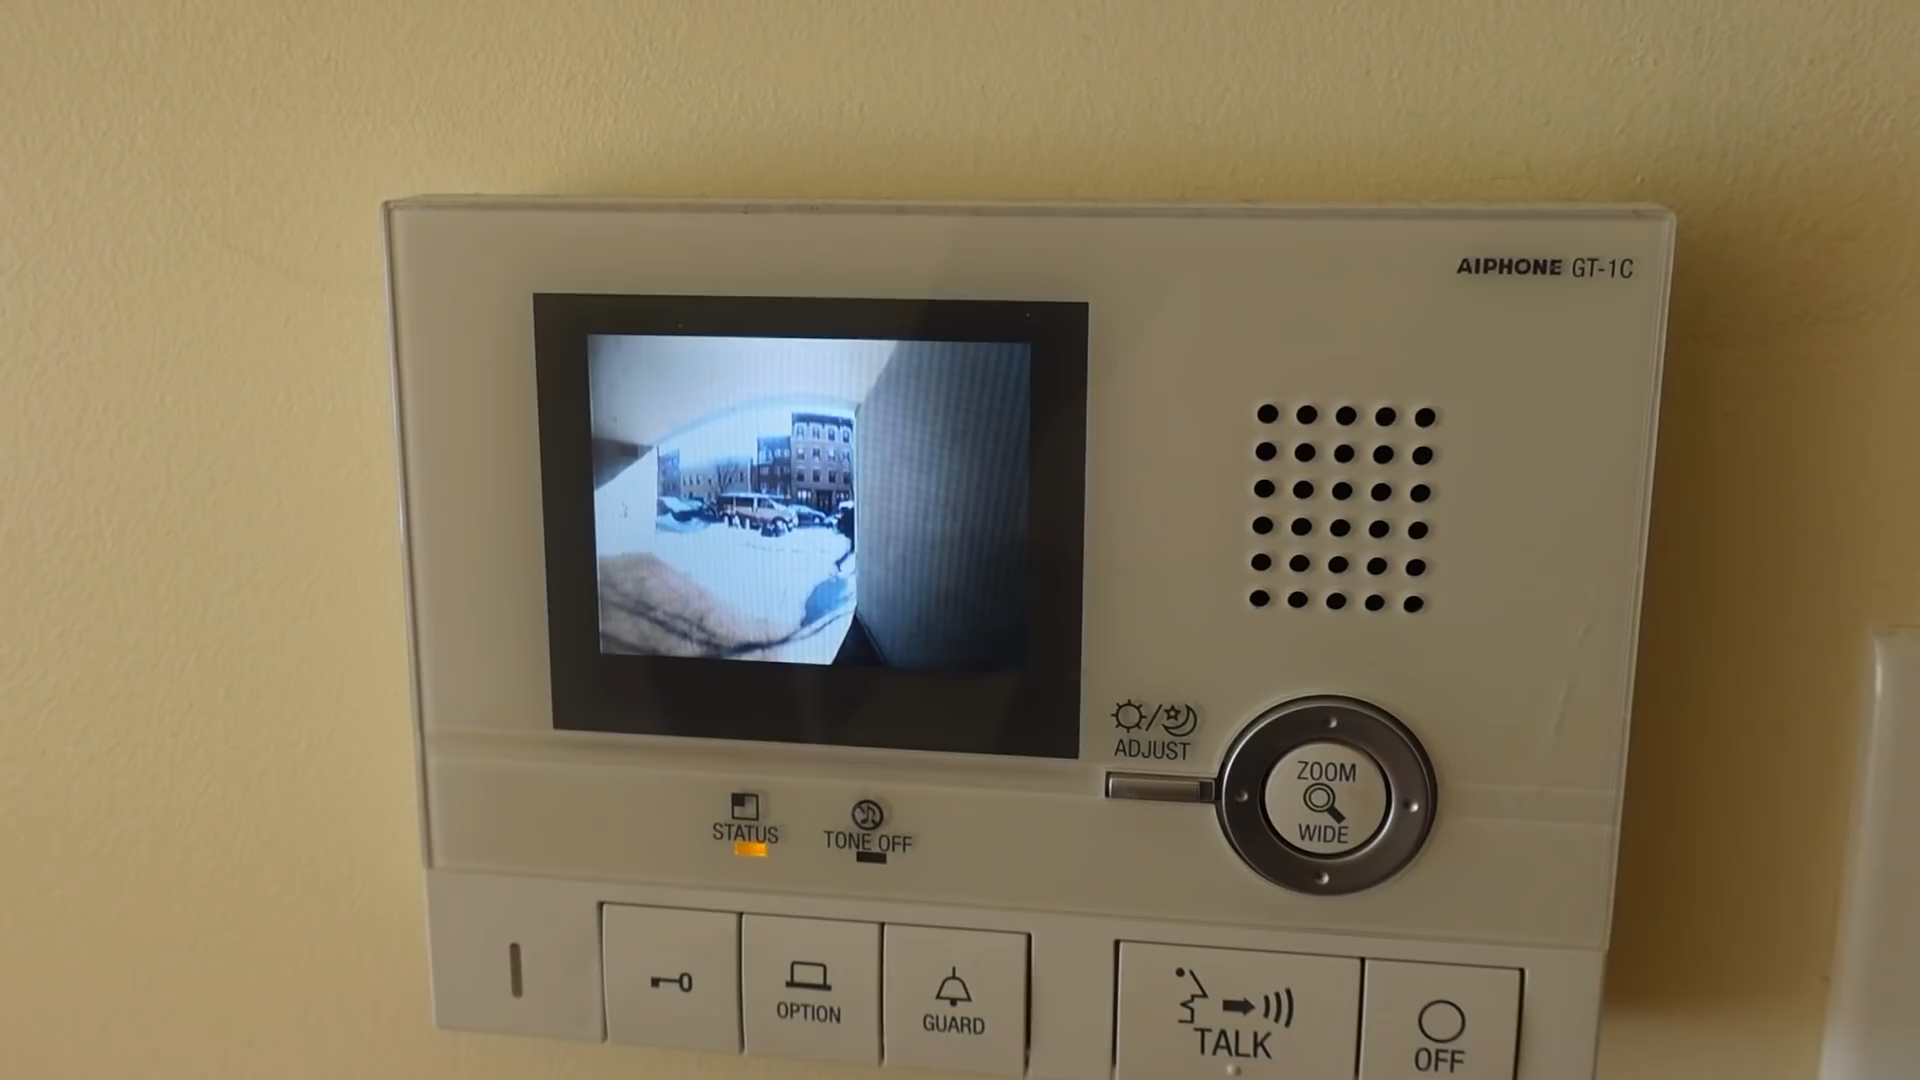 AIPHONE GT-1C
ADJUST
ZOOM
WIDE
STATUS
TONE OFF
OPTION
GUARD
TALK
OFF